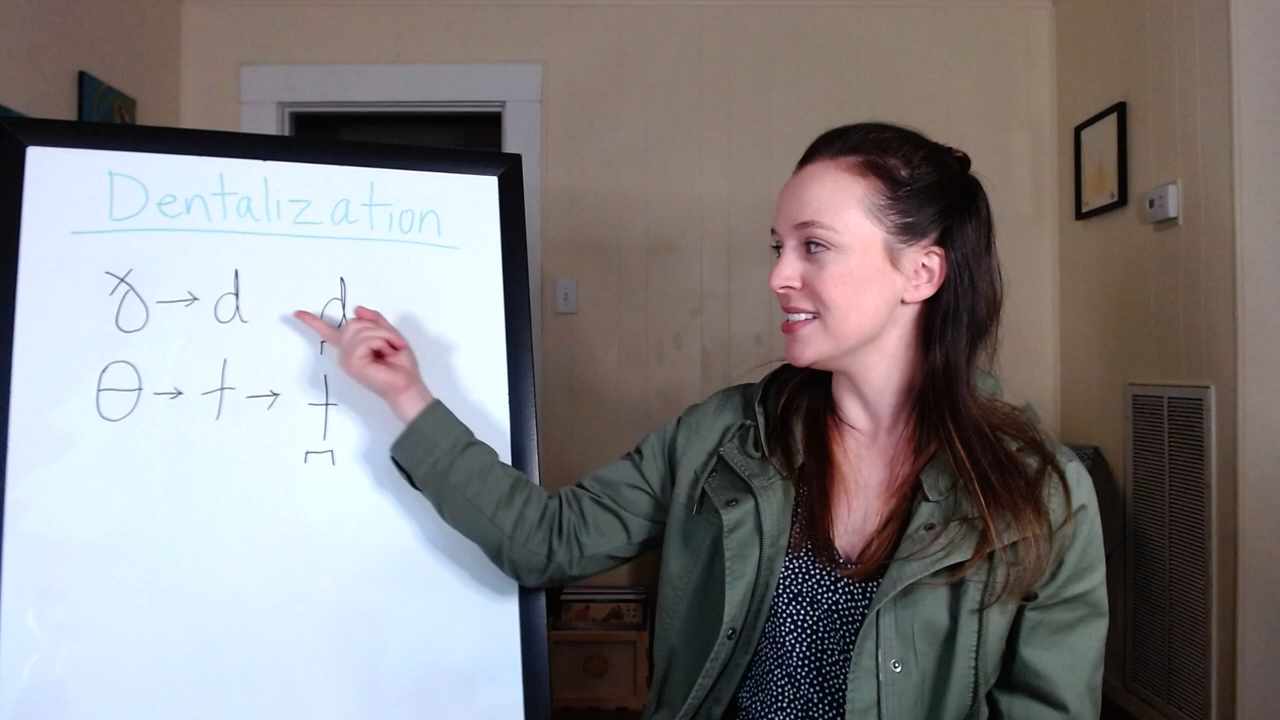 Dentalization
ð → d d̪
θ → t → t̪